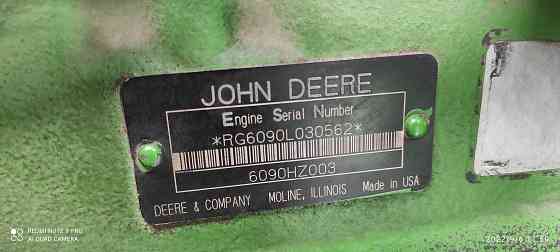 JOHN DEERE
Engine Serial Number
*RG6090L030562*
6090HZ003
DEERE & COMPANY MOLINE, ILLINOIS Made in USA
REDMI NOTE 9 PRO
AI QUAD CAMERA